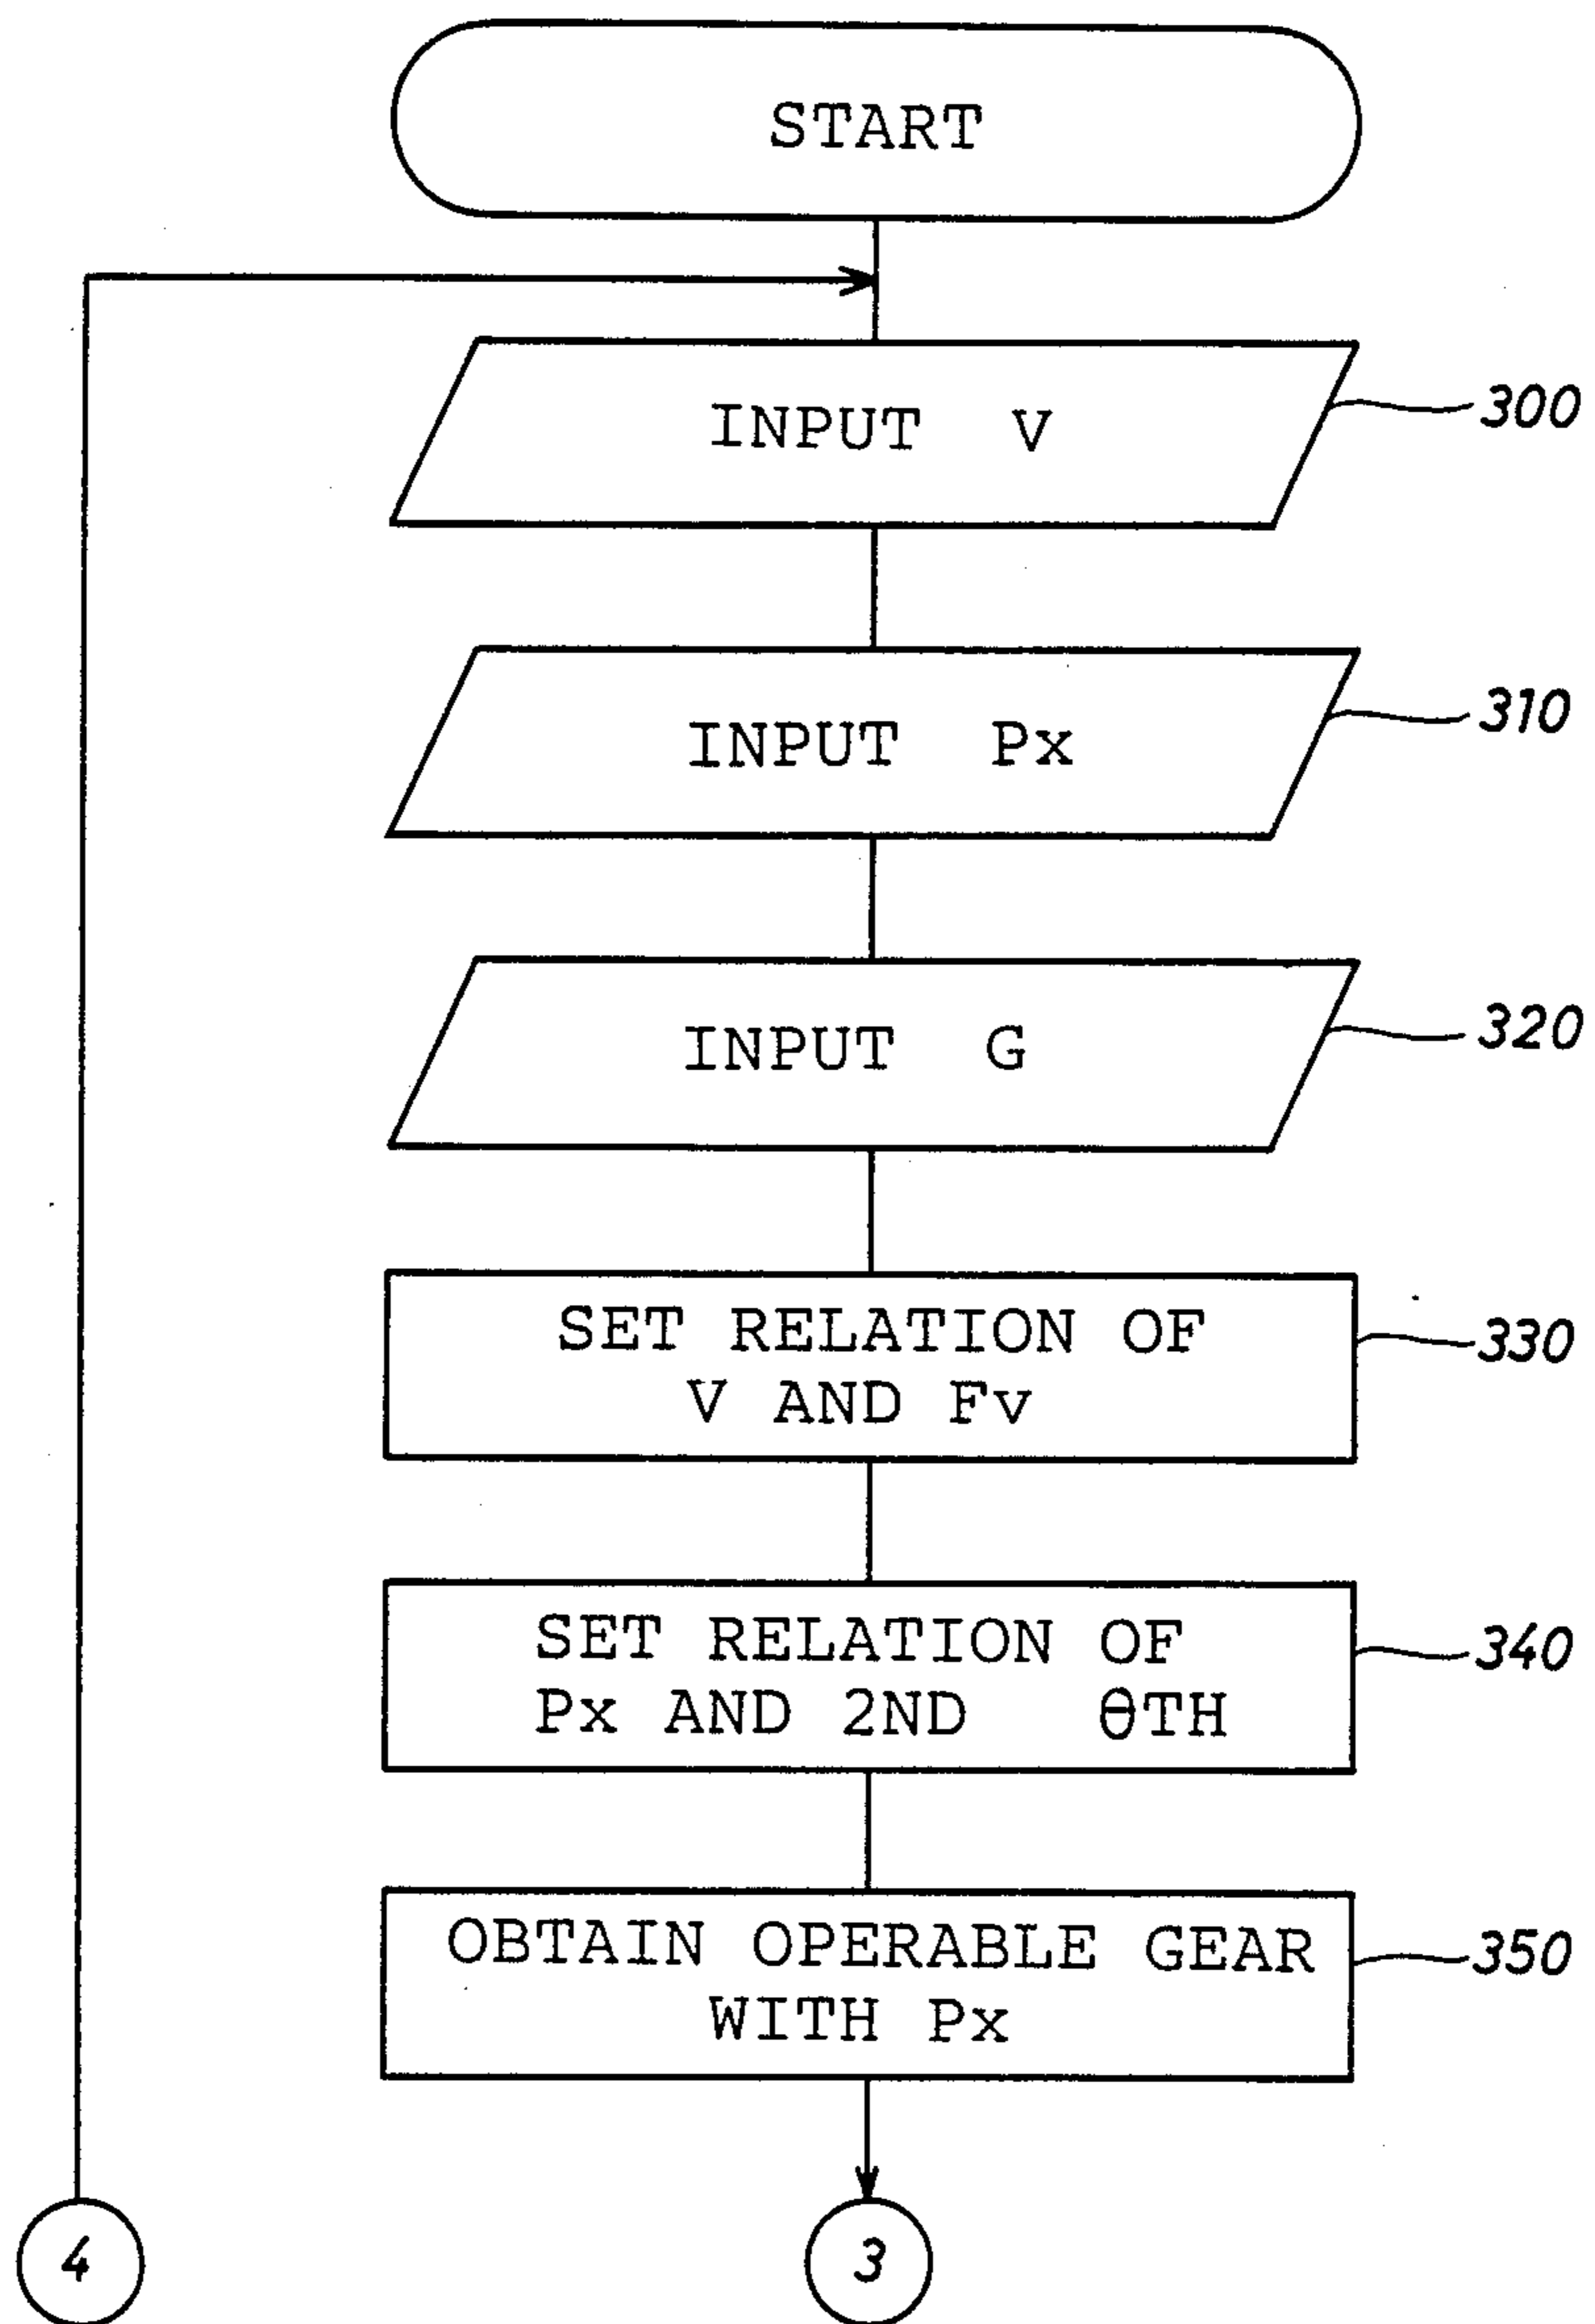 START
INPUT V
300
INPUT Px
310
INPUT G
320
SET RELATION OF
V AND Fv
330
SET RELATION OF
Px AND 2ND θTH
340
OBTAIN OPERABLE GEAR
WITH Px
350
4
3